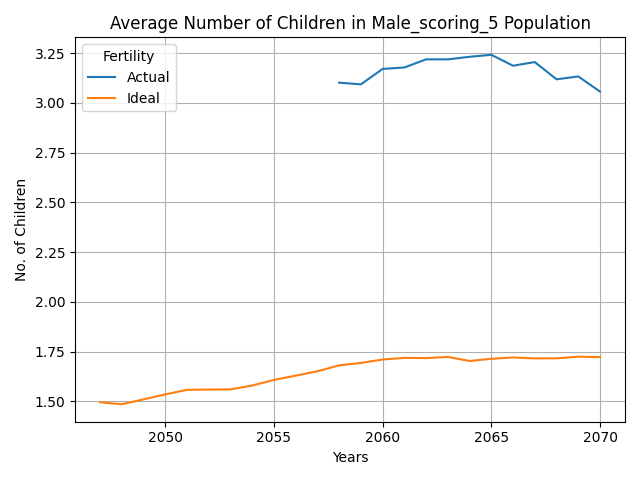 Average Number of Children in Male_scoring_5 Population
Fertility
Actual
Ideal
3.25
3.00
2.75
2.50
2.25
2.00
1.75
1.50
No. of Children
2050 2055 2060 2065 2070
Years